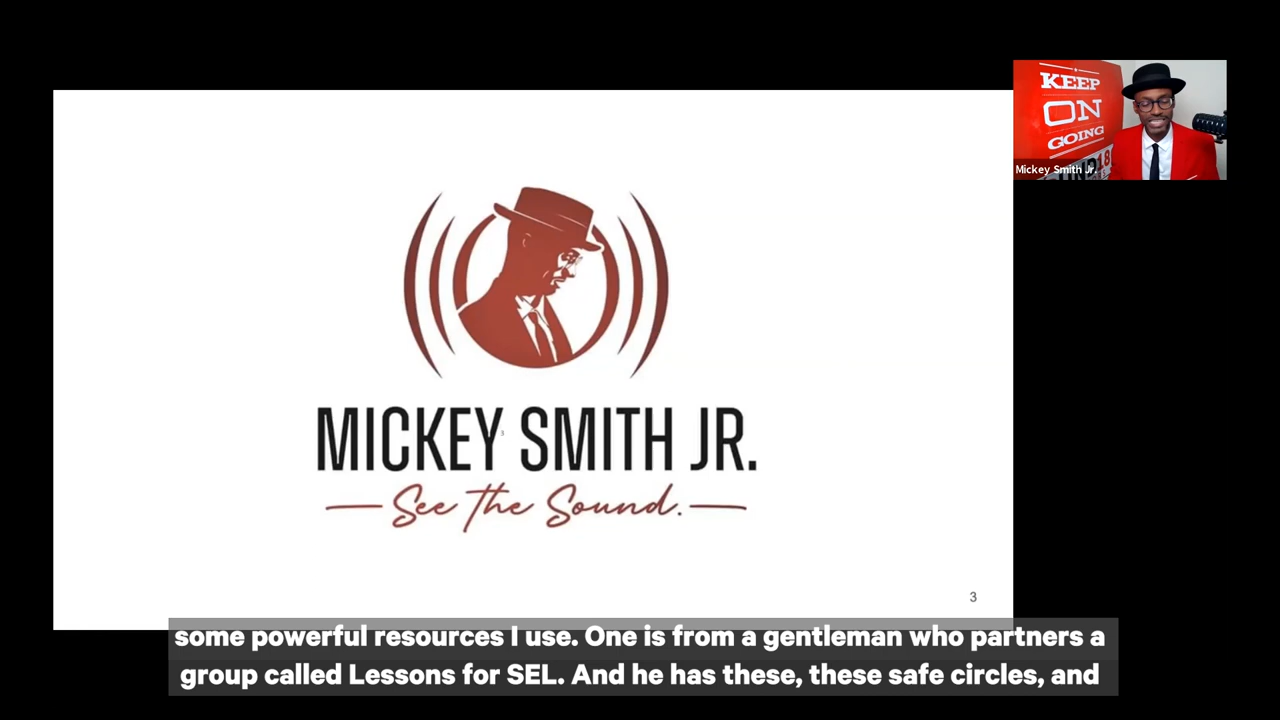 KEEP
ON
GOING
Mickey Smith Jr.
MICKEY SMITH JR.
See The Sound.
3
some powerful resources I use. One is from a gentleman who partners a
group called Lessons for SEL. And he has these, these safe circles, and